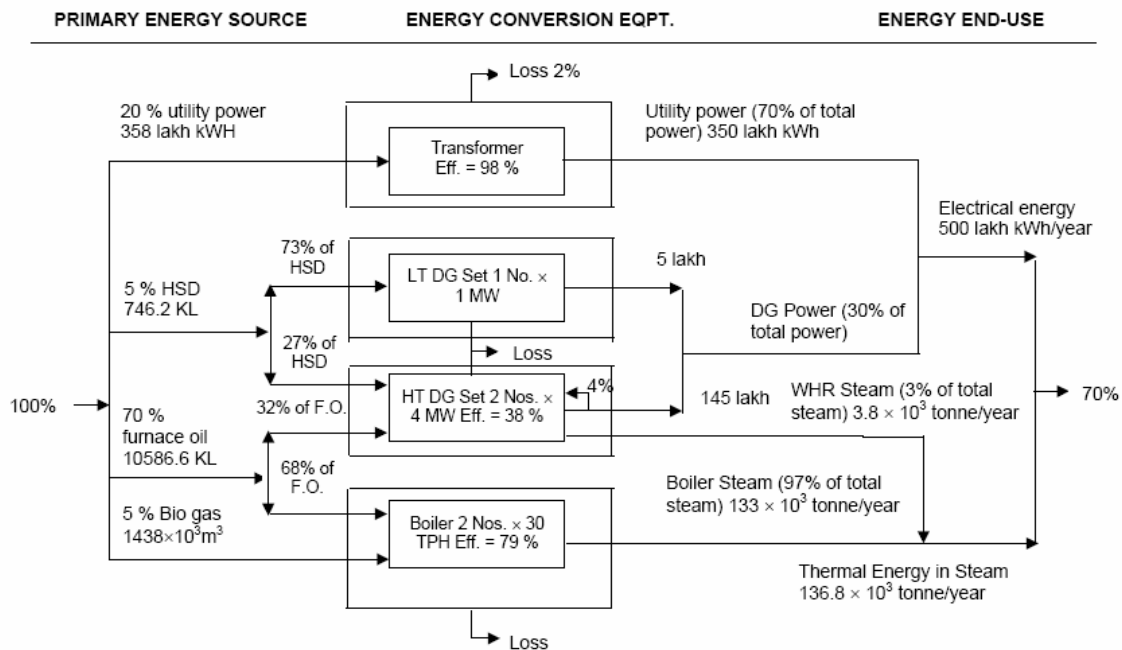 PRIMARY ENERGY SOURCE
ENERGY CONVERSION EQPT.
ENERGY END-USE
Loss 2%
20 % utility power
358 lakh kWH
Transformer
Eff. = 98 %
Utility power (70% of total
power) 350 lakh kWh
Electrical energy
500 lakh kWh/year
73% of
HSD
5 % HSD
746.2 KL
LT DG Set 1 No. ×
1 MW
5 lakh
DG Power (30% of
total power)
27% of
HSD
Loss
100%
32% of F.O.
HT DG Set 2 Nos. ×
4 MW Eff. = 38 %
4%
145 lakh
WHR Steam (3% of total
steam) 3.8 × 10³ tonne/year
70%
70 %
furnace oil
10586.6 KL
68% of
F.O.
Boiler Steam (97% of total
steam) 133 × 10³ tonne/year
5 % Bio gas
1438×10³m³
Boiler 2 Nos. × 30
TPH Eff. = 79 %
Thermal Energy in Steam
136.8 × 10³ tonne/year
Loss